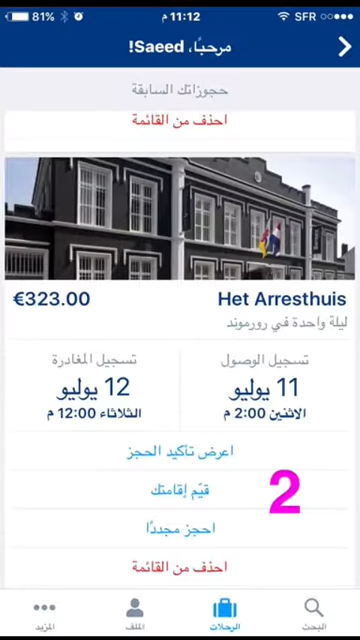 81% 11:12 م SFR
مرحبًا، Saeed!
حجوزاتك السابقة
احذف من القائمة
€323.00 Het Arresthuis
ليلة واحدة في رورموند
تسجيل الوصول تسجيل المغادرة
11 يوليو 12 يوليو
الاثنين 2:00 م الثلاثاء 12:00 م
اعرض تأكيد الحجز
قيّم إقامتك
2
احجز مجددًا
احذف من القائمة
البحث الرحلات الملف المزيد